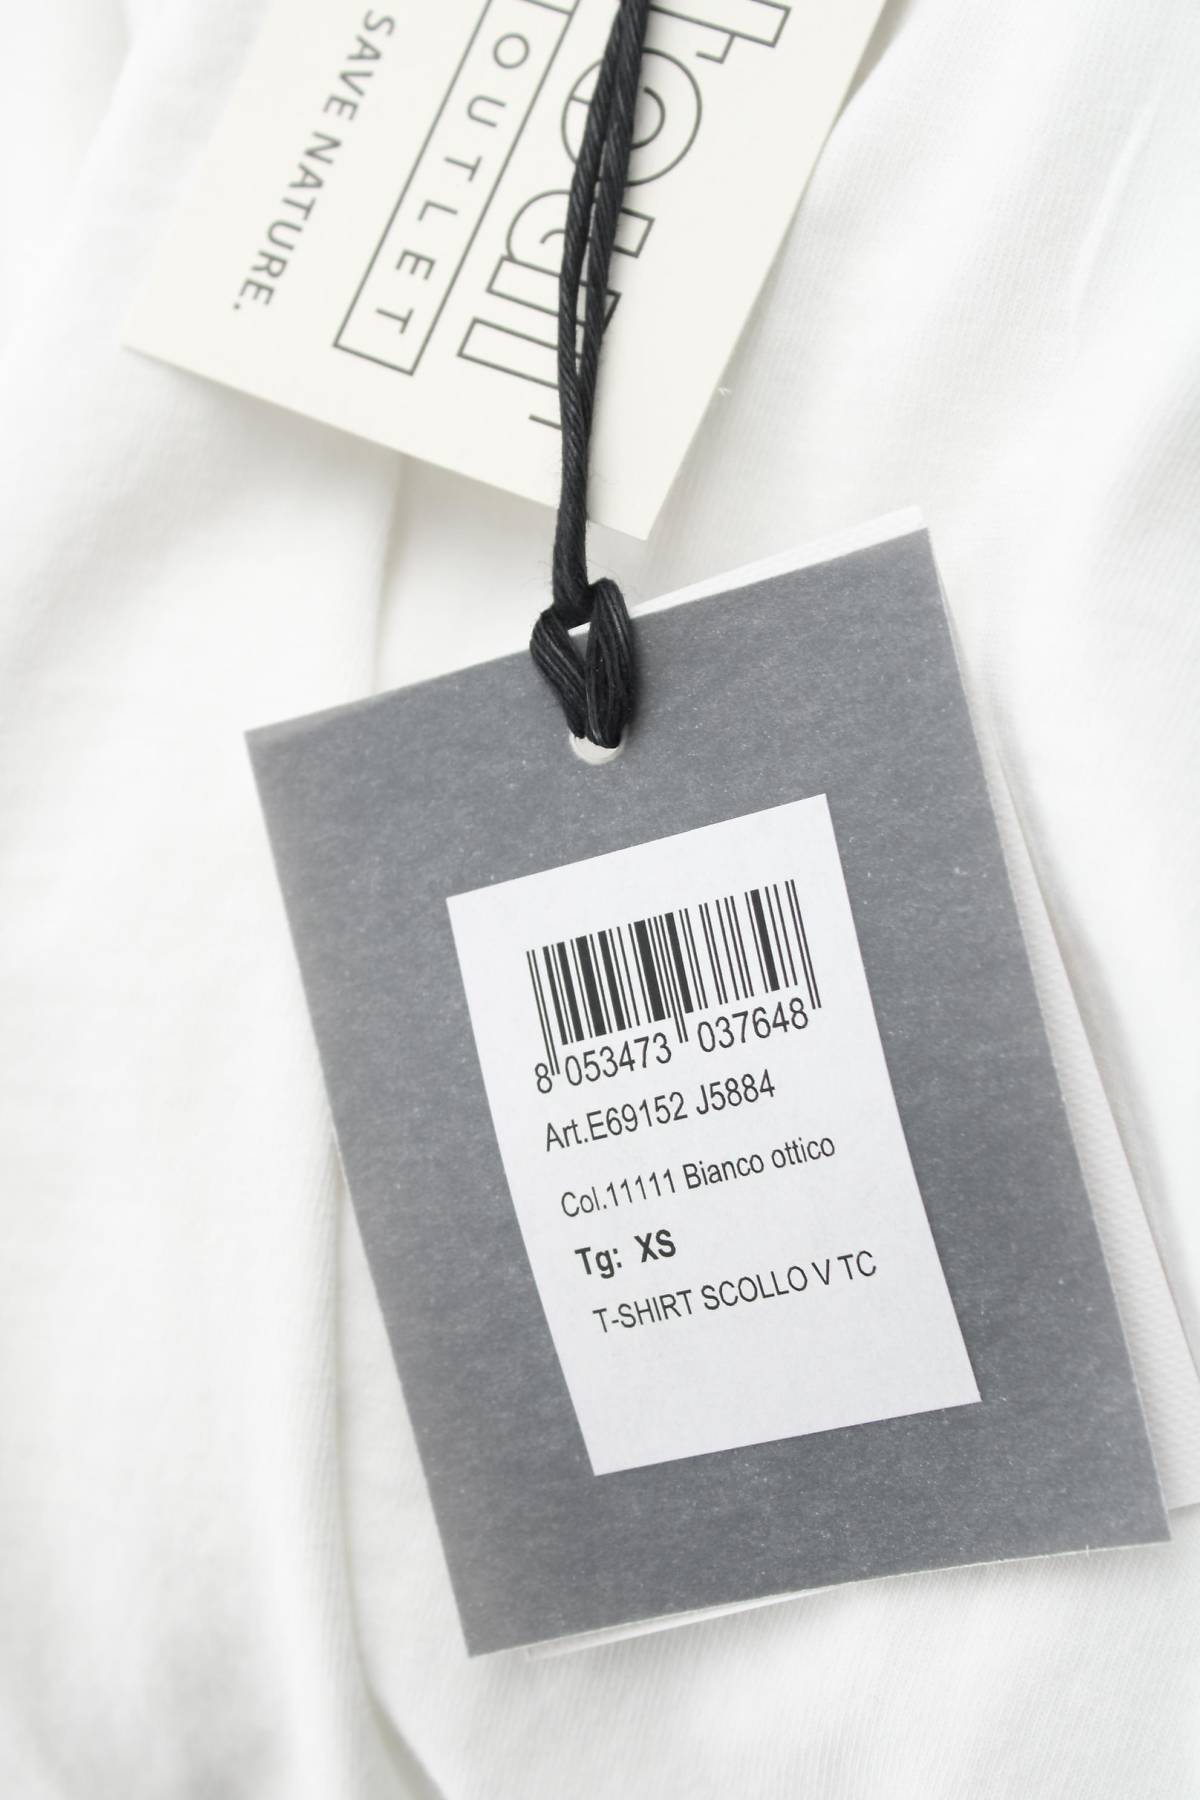 OUTLET
SAVE NATURE.
8 053473 037648
Art.E69152 J5884
Col.11111 Bianco ottico
Tg: XS
T-SHIRT SCOLLO V TC